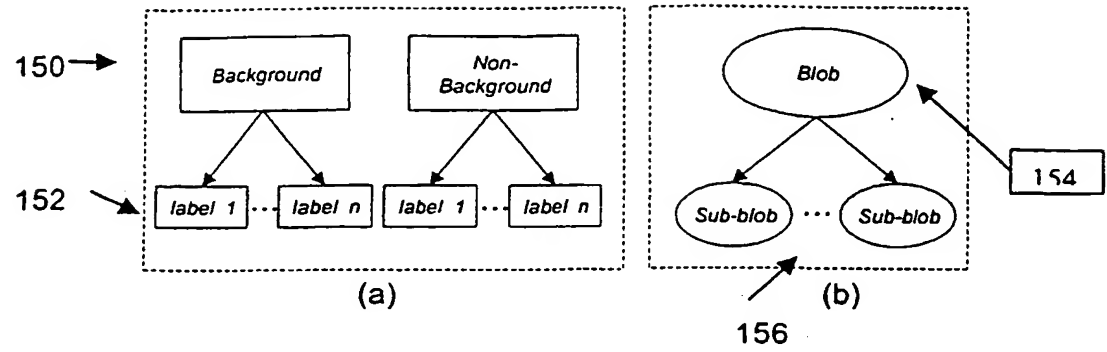 150
Background
Non-
Background
152
label 1 ... label n
label 1 ... label n
(a)
Blob
154
Sub-blob ... Sub-blob
(b)
156